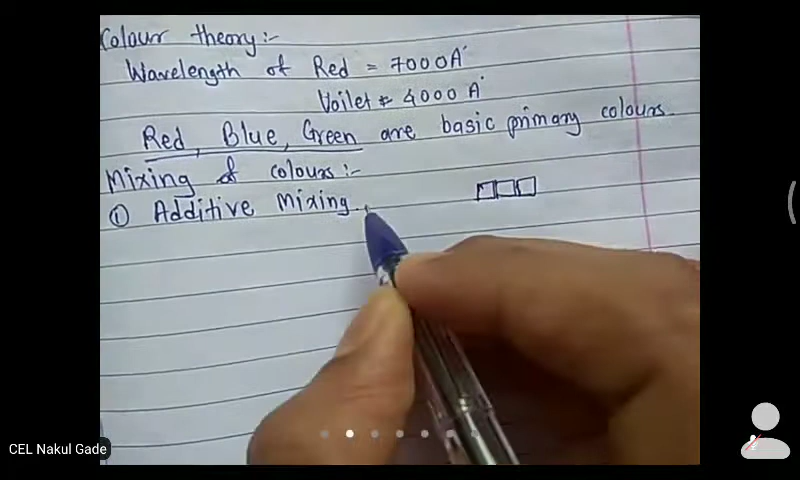 Colour theory:-
Wavelength of Red = 7000A°
Voilet = 4000 A°
Red, Blue, Green are basic primary colours.
Mixing of colours:-
① Additive Mixing
CEL Nakul Gade